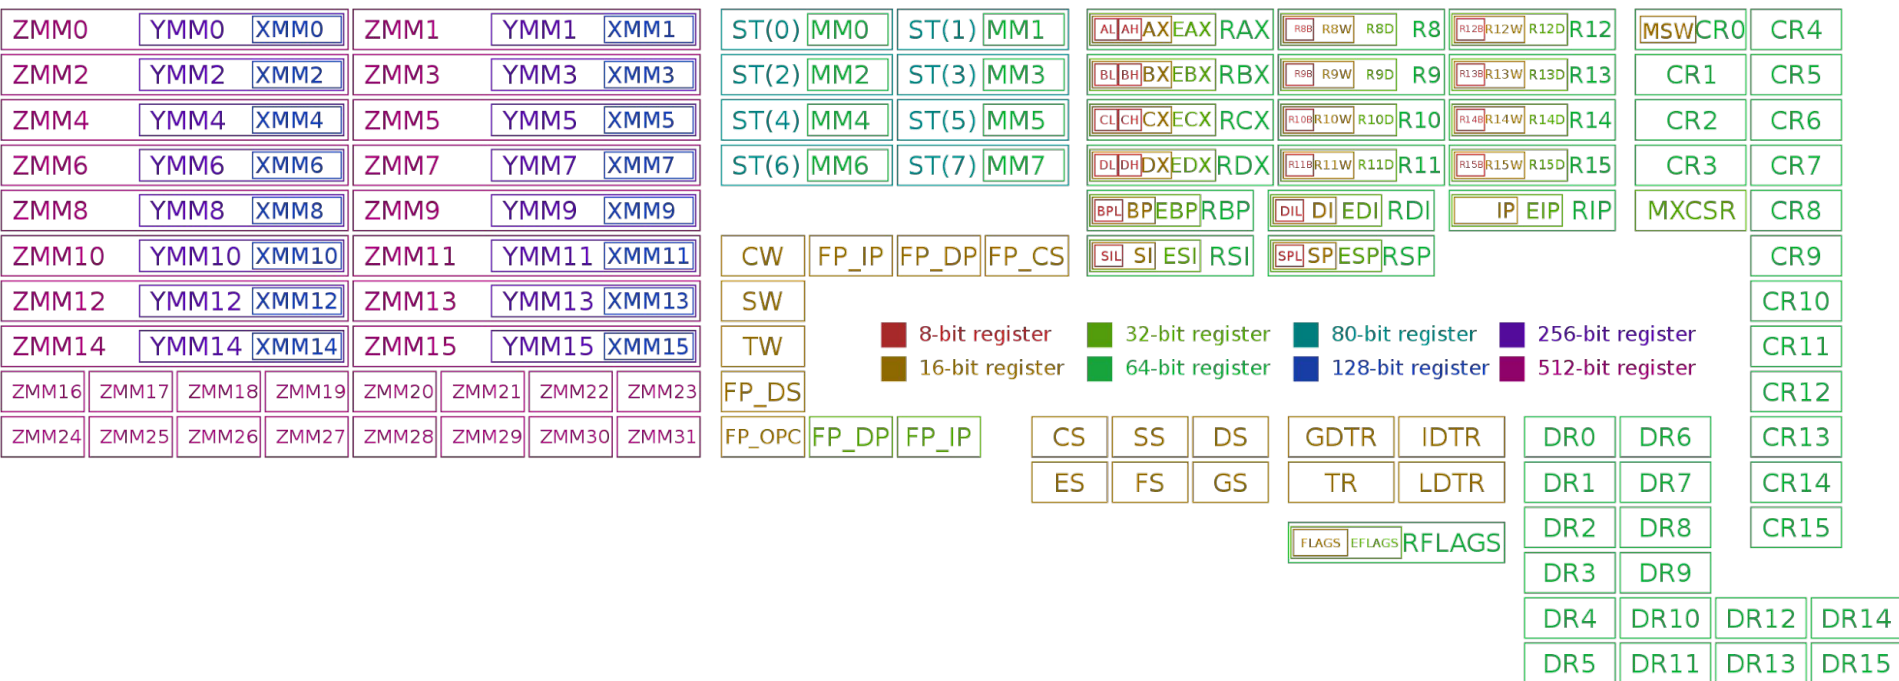 ZMM0 YMM0 XMM0 ZMM1 YMM1 XMM1 ST(0) MM0 ST(1) MM1 AL AH AX EAX RAX R8B R8W R8D R8 R12B R12W R12D R12 MSW CR0 CR4
ZMM2 YMM2 XMM2 ZMM3 YMM3 XMM3 ST(2) MM2 ST(3) MM3 BL BH BX EBX RBX R9B R9W R9D R9 R13B R13W R13D R13 CR1 CR5
ZMM4 YMM4 XMM4 ZMM5 YMM5 XMM5 ST(4) MM4 ST(5) MM5 CL CH CX ECX RCX R10B R10W R10D R10 R14B R14W R14D R14 CR2 CR6
ZMM6 YMM6 XMM6 ZMM7 YMM7 XMM7 ST(6) MM6 ST(7) MM7 DL DH DX EDX RDX R11B R11W R11D R11 R15B R15W R15D R15 CR3 CR7
ZMM8 YMM8 XMM8 ZMM9 YMM9 XMM9 BPL BP EBP RBP DIL DI EDI RDI IP EIP RIP MXCSR CR8
ZMM10 YMM10 XMM10 ZMM11 YMM11 XMM11 CW FP_IP FP_DP FP_CS SIL SI ESI RSI SPL SP ESP RSP CR9
ZMM12 YMM12 XMM12 ZMM13 YMM13 XMM13 SW CR10
8-bit register 32-bit register 80-bit register 256-bit register
ZMM14 YMM14 XMM14 ZMM15 YMM15 XMM15 TW CR11
16-bit register 64-bit register 128-bit register 512-bit register
ZMM16 ZMM17 ZMM18 ZMM19 ZMM20 ZMM21 ZMM22 ZMM23 FP_DS CR12
ZMM24 ZMM25 ZMM26 ZMM27 ZMM28 ZMM29 ZMM30 ZMM31 FP_OPC FP_DP FP_IP CS SS DS GDTR IDTR DR0 DR6 CR13
ES FS GS TR LDTR DR1 DR7 CR14
DR2 DR8 CR15
FLAGS EFLAGS RFLAGS
DR3 DR9
DR4 DR10 DR12 DR14
DR5 DR11 DR13 DR15